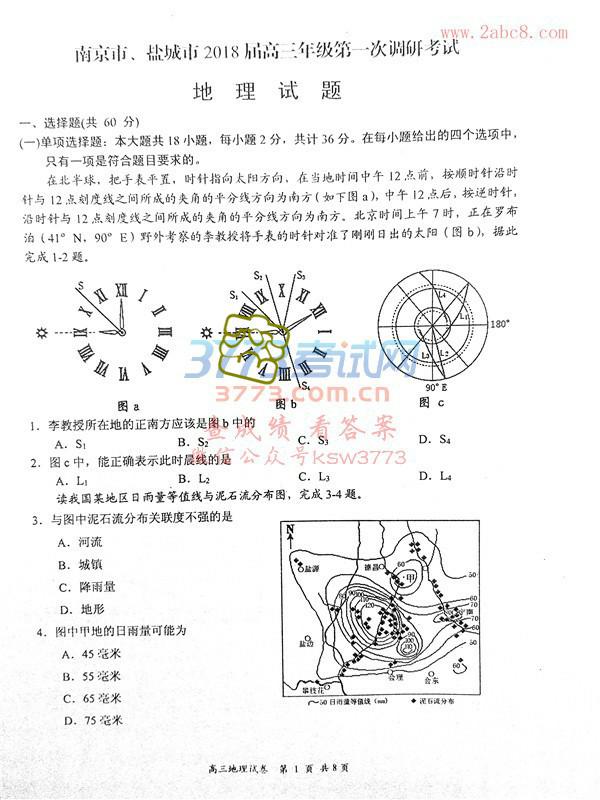 www.2abc8.com
南京市、盐城市 2018 届高三年级第一次调研考试
地 理 试 题
一、选择题(共 60 分)
(一)单项选择题：本大题共 18 小题，每小题 2 分，共计 36 分。在每小题给出的四个选项中，
只有一项是符合题目要求的。
在北半球，把手表平置，时针指向太阳方向，在当地时间中午 12 点前，按顺时针沿时
针与 12 点刻度线之间所成的夹角的平分线方向为南方（如下图 a），中午 12 点后，按逆时针，
沿时针与 12 点刻度线之间所成的夹角的平分线方向为南方。北京时间上午 7 时，正在罗布
泊（41°N，90°E）野外考察的李教授将手表的时针对准了刚刚日出的太阳（图 b），据此
完成 1-2 题。
S
S₁ S₂ S₃ S₄
L₁ L₂ L₃ L₄
180°
90°E
图 a 图 b 图 c
3773考试网
3773.com.cn
查成绩 看答案
微信公众号ksw3773
1．李教授所在地的正南方应该是图 b 中的
A．S₁ B．S₂ C．S₃ D．S₄
2．图 c 中，能正确表示此时晨线的是
A．L₁ B．L₂ C．L₃ D．L₄
读我国某地区日雨量等值线与泥石流分布图，完成 3-4 题。
3．与图中泥石流分布关联度不强的是
A．河流
B．城镇
C．降雨量
D．地形
4．图中甲地的日雨量可能为
A．45 毫米
B．55 毫米
C．65 毫米
D．75 毫米
N
盐源 德昌 甲
宁南
盐边
会理 会东
攀枝花
50 日雨量等值线(mm) 泥石流分布
高三地理试卷 第 1 页 共 8 页